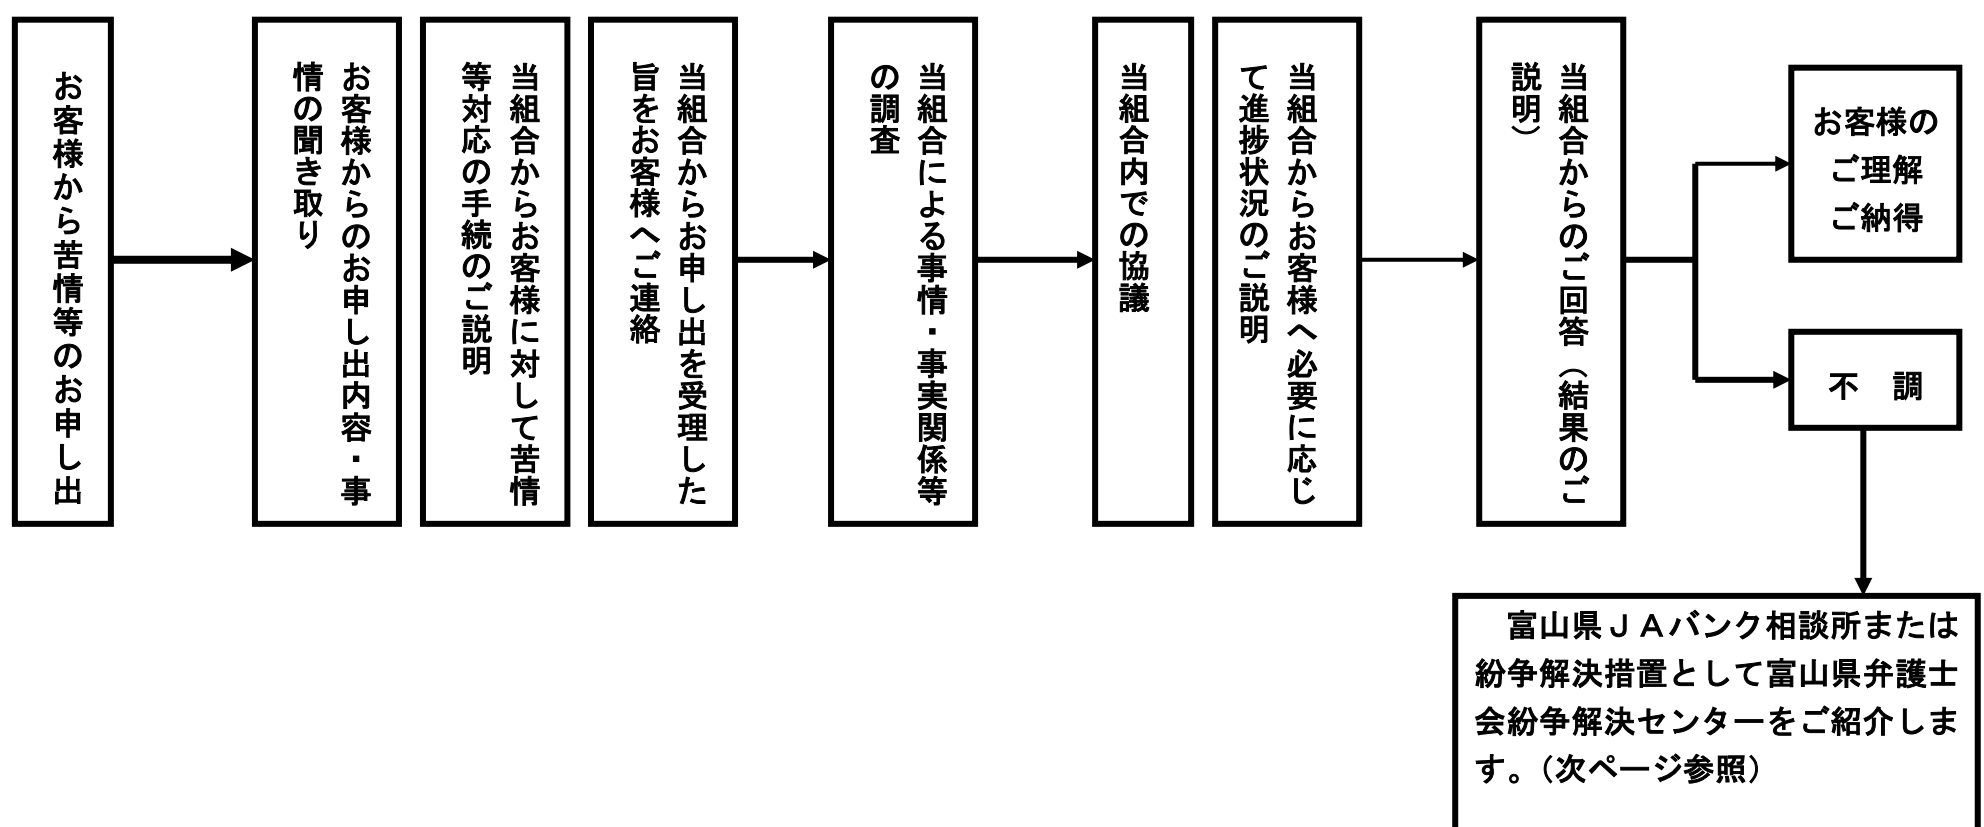 お客様から苦情等のお申し出
お客様からのお申し出内容・事
情の聞き取り
当組合からお客様に対して苦情
等対応の手続のご説明
当組合からお申し出を受理した
旨をお客様へご連絡
当組合による事情・事実関係等
の調査
当組合内での協議
当組合からお客様へ必要に応じ
て進捗状況のご説明
当組合からのご回答（結果のご
説明）
お客様の
ご理解
ご納得
不　調
富山県ＪＡバンク相談所または
紛争解決措置として富山県弁護士
会紛争解決センターをご紹介しま
す。（次ページ参照）